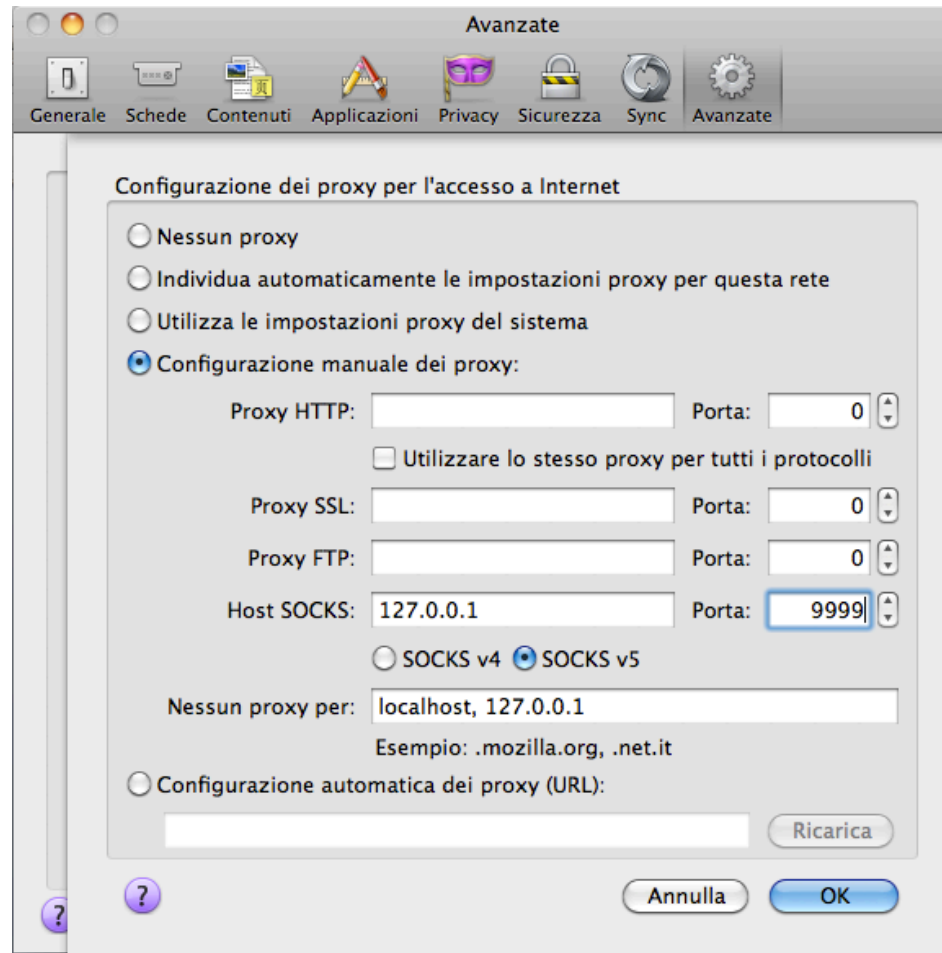 Avanzate
Generale Schede Contenuti Applicazioni Privacy Sicurezza Sync Avanzate
Configurazione dei proxy per l'accesso a Internet
Nessun proxy
Individua automaticamente le impostazioni proxy per questa rete
Utilizza le impostazioni proxy del sistema
Configurazione manuale dei proxy:
Proxy HTTP: Porta: 0
Utilizzare lo stesso proxy per tutti i protocolli
Proxy SSL: Porta: 0
Proxy FTP: Porta: 0
Host SOCKS: 127.0.0.1 Porta: 9999
SOCKS v4 SOCKS v5
Nessun proxy per: localhost, 127.0.0.1
Esempio: .mozilla.org, .net.it
Configurazione automatica dei proxy (URL):
Ricarica
? ? Annulla OK